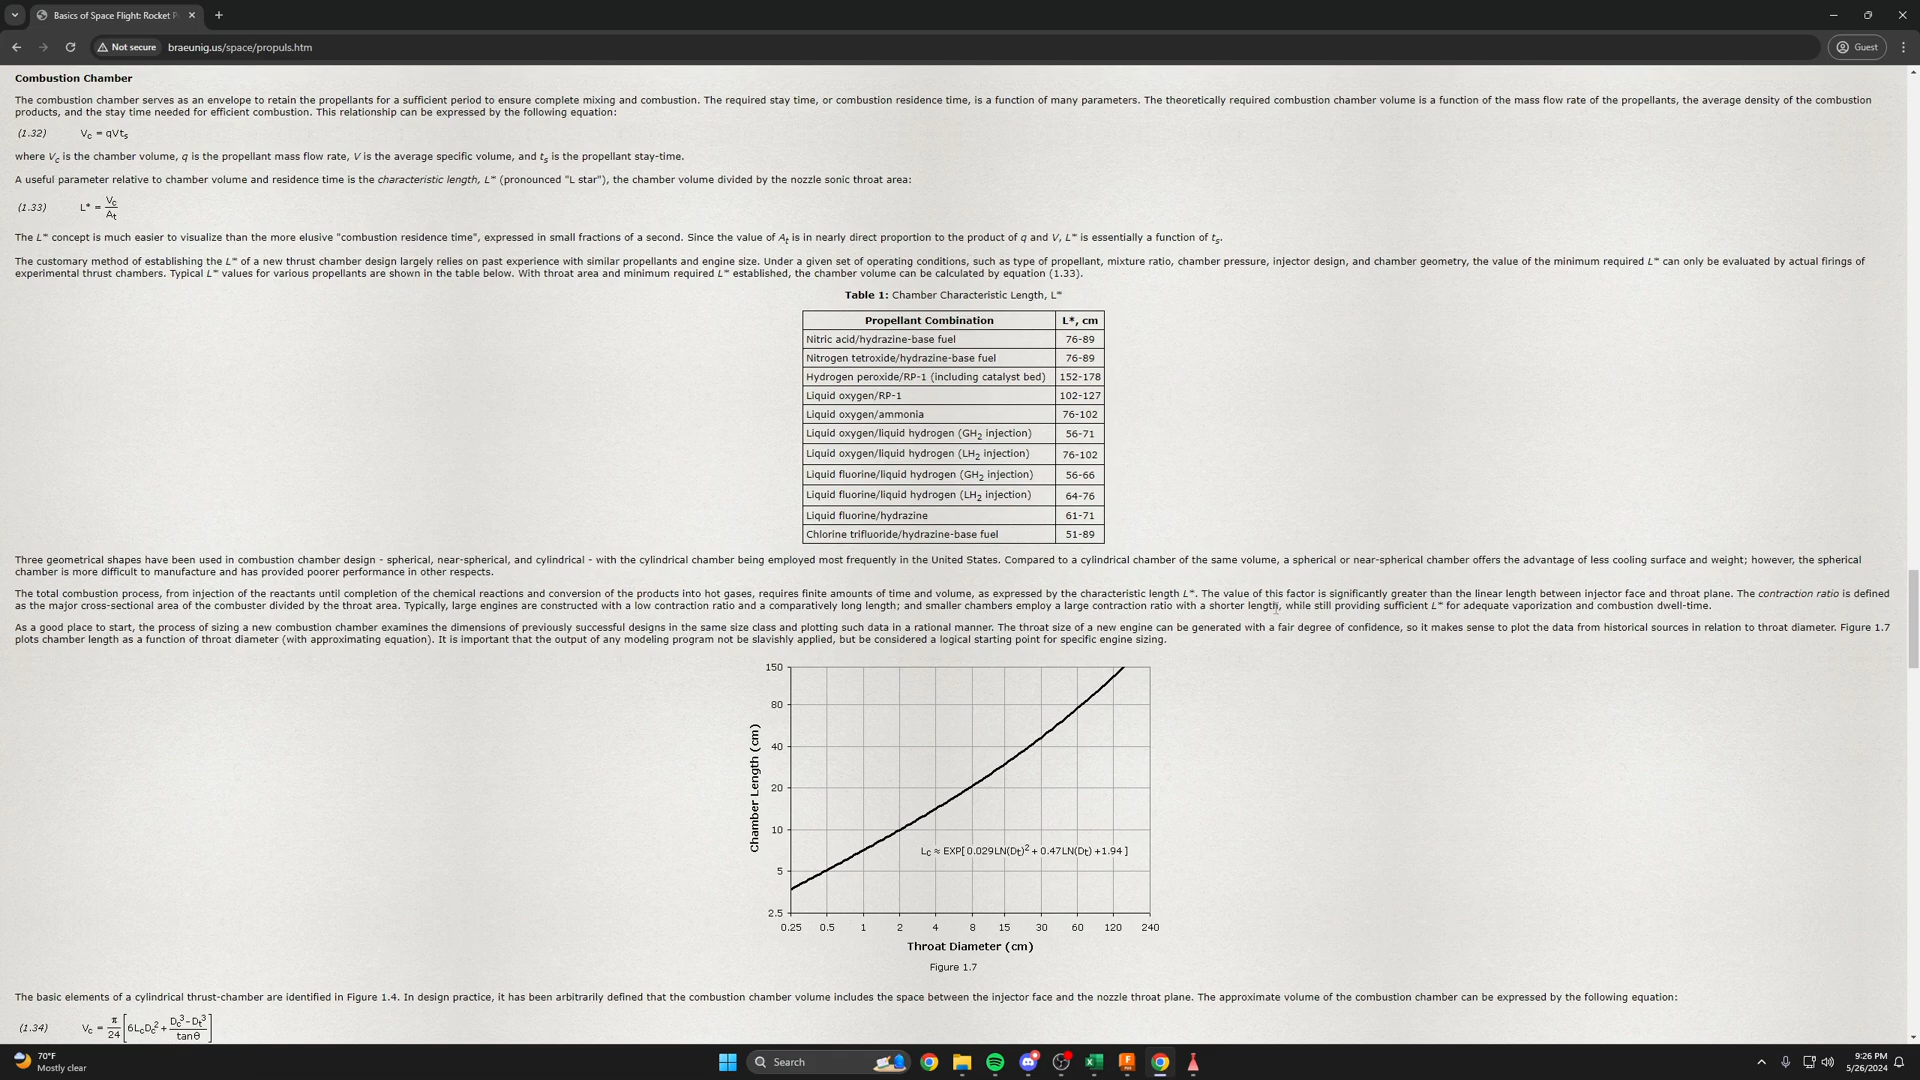 Basics of Space Flight: Rocket P
Not secure
braeunig.us/space/propuls.htm
Guest
Combustion Chamber
The combustion chamber serves as an envelope to retain the propellants for a sufficient period to ensure complete mixing and combustion. The required stay time, or combustion residence time, is a function of many parameters. The theoretically required combustion chamber volume is a function of the mass flow rate of the propellants, the average density of the combustion
products, and the stay time needed for efficient combustion. This relationship can be expressed by the following equation:
(1.32) Vc = qVts
where Vc is the chamber volume, q is the propellant mass flow rate, V is the average specific volume, and ts is the propellant stay-time.
A useful parameter relative to chamber volume and residence time is the characteristic length, L* (pronounced "L star"), the chamber volume divided by the nozzle sonic throat area:
(1.33) L* = Vc / At
The L* concept is much easier to visualize than the more elusive "combustion residence time", expressed in small fractions of a second. Since the value of At is in nearly direct proportion to the product of q and V, L* is essentially a function of ts.
The customary method of establishing the L* of a new thrust chamber design largely relies on past experience with similar propellants and engine size. Under a given set of operating conditions, such as type of propellant, mixture ratio, chamber pressure, injector design, and chamber geometry, the value of the minimum required L* can only be evaluated by actual firings of
experimental thrust chambers. Typical L* values for various propellants are shown in the table below. With throat area and minimum required L* established, the chamber volume can be calculated by equation (1.33).
Table 1: Chamber Characteristic Length, L*
Propellant Combination L*, cm
Nitric acid/hydrazine-base fuel 76-89
Nitrogen tetroxide/hydrazine-base fuel 76-89
Hydrogen peroxide/RP-1 (including catalyst bed) 152-178
Liquid oxygen/RP-1 102-127
Liquid oxygen/ammonia 76-102
Liquid oxygen/liquid hydrogen (GH2 injection) 56-71
Liquid oxygen/liquid hydrogen (LH2 injection) 76-102
Liquid fluorine/liquid hydrogen (GH2 injection) 56-66
Liquid fluorine/liquid hydrogen (LH2 injection) 64-76
Liquid fluorine/hydrazine 61-71
Chlorine trifluoride/hydrazine-base fuel 51-89
Three geometrical shapes have been used in combustion chamber design - spherical, near-spherical, and cylindrical - with the cylindrical chamber being employed most frequently in the United States. Compared to a cylindrical chamber of the same volume, a spherical or near-spherical chamber offers the advantage of less cooling surface and weight; however, the spherical
chamber is more difficult to manufacture and has provided poorer performance in other respects.
The total combustion process, from injection of the reactants until completion of the chemical reactions and conversion of the products into hot gases, requires finite amounts of time and volume, as expressed by the characteristic length L*. The value of this factor is significantly greater than the linear length between injector face and throat plane. The contraction ratio is defined
as the major cross-sectional area of the combuster divided by the throat area. Typically, large engines are constructed with a low contraction ratio and a comparatively long length; and smaller chambers employ a large contraction ratio with a shorter length, while still providing sufficient L* for adequate vaporization and combustion dwell-time.
As a good place to start, the process of sizing a new combustion chamber examines the dimensions of previously successful designs in the same size class and plotting such data in a rational manner. The throat size of a new engine can be generated with a fair degree of confidence, so it makes sense to plot the data from historical sources in relation to throat diameter. Figure 1.7
plots chamber length as a function of throat diameter (with approximating equation). It is important that the output of any modeling program not be slavishly applied, but be considered a logical starting point for specific engine sizing.
150
80
40
20
10
5
2.5
Chamber Length (cm)
Lc ≈ EXP[ 0.029LN(Dt)2 + 0.47LN(Dt) +1.94 ]
0.25 0.5 1 2 4 8 15 30 60 120 240
Throat Diameter (cm)
Figure 1.7
The basic elements of a cylindrical thrust-chamber are identified in Figure 1.4. In design practice, it has been arbitrarily defined that the combustion chamber volume includes the space between the injector face and the nozzle throat plane. The approximate volume of the combustion chamber can be expressed by the following equation:
(1.34) Vc = π/24 [6LcDc2 + (Dc3-Dt3)/tanθ]
70°F
Mostly clear
Search
9:26 PM
5/26/2024